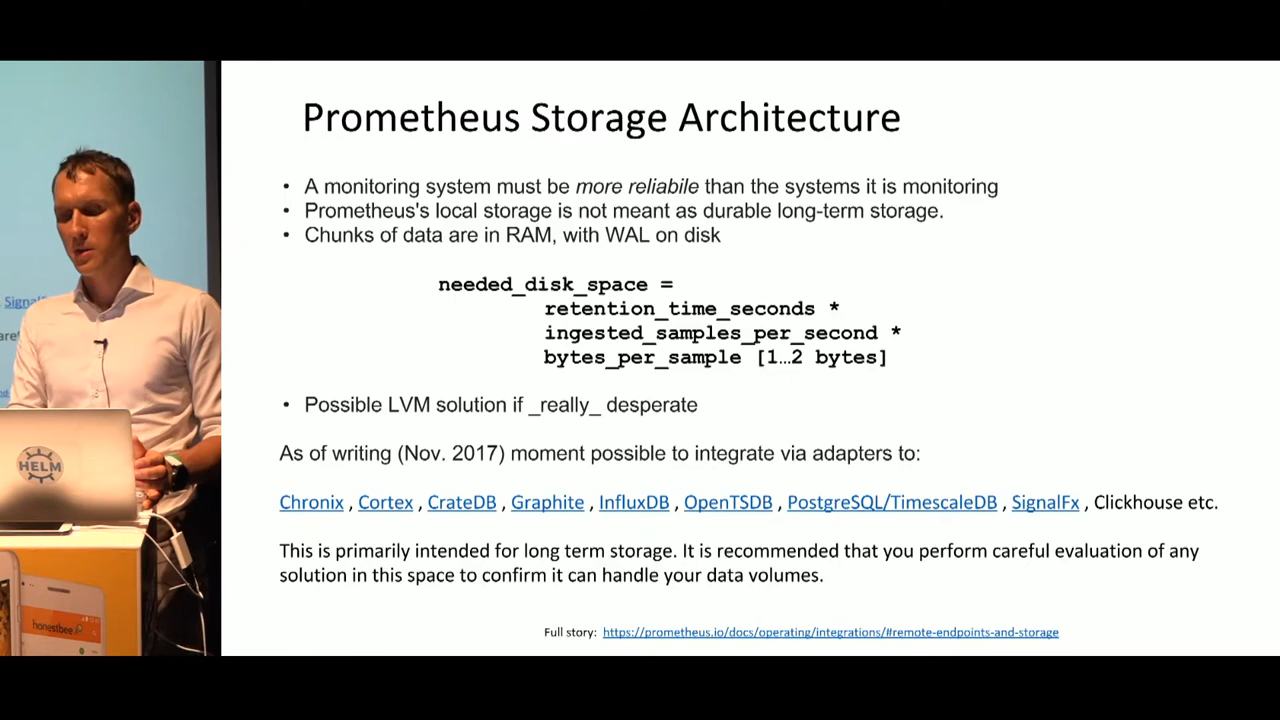 Prometheus Storage Architecture
• A monitoring system must be more reliabile than the systems it is monitoring
• Prometheus's local storage is not meant as durable long-term storage.
• Chunks of data are in RAM, with WAL on disk
needed_disk_space =
retention_time_seconds *
ingested_samples_per_second *
bytes_per_sample [1…2 bytes]
• Possible LVM solution if _really_ desperate
As of writing (Nov. 2017) moment possible to integrate via adapters to:
Chronix , Cortex , CrateDB , Graphite , InfluxDB , OpenTSDB , PostgreSQL/TimescaleDB , SignalFx , Clickhouse etc.
This is primarily intended for long term storage. It is recommended that you perform careful evaluation of any
solution in this space to confirm it can handle your data volumes.
Full story: https://prometheus.io/docs/operating/integrations/#remote-endpoints-and-storage
HELM
honestbee